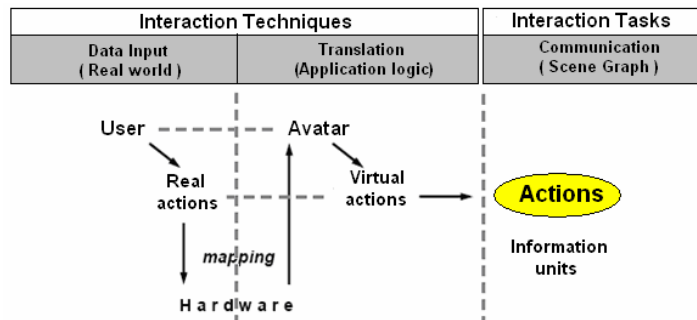 Interaction Techniques
Interaction Tasks
Data Input
( Real world )
Translation
(Application logic)
Communication
( Scene Graph )
User
Avatar
Real
actions
Virtual
actions
Actions
mapping
Information
units
Hardware